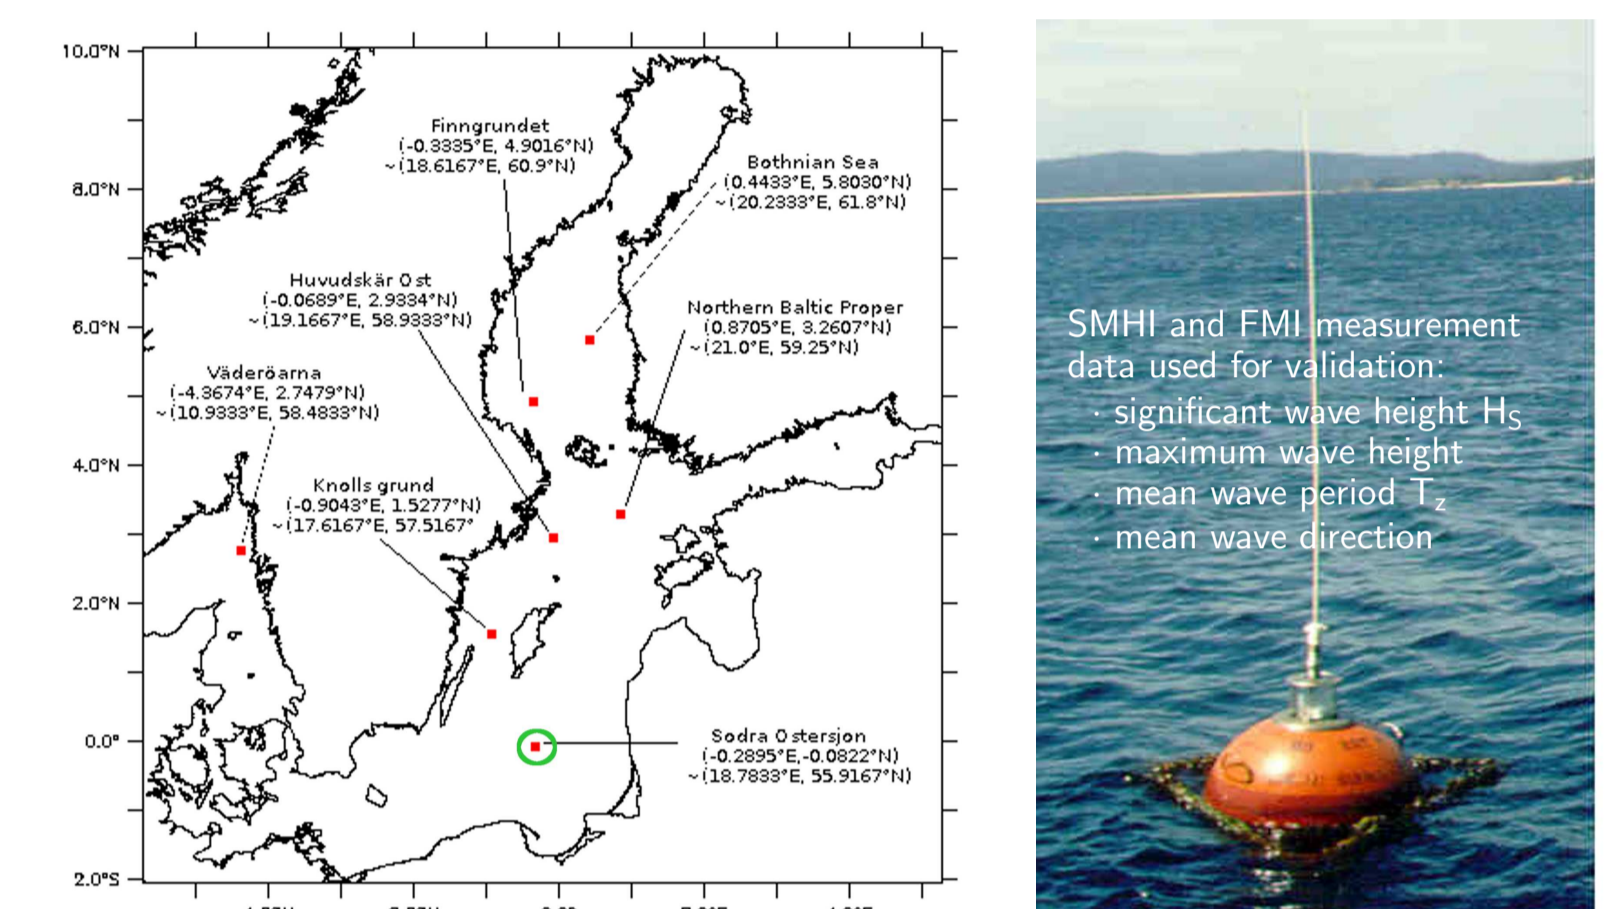 10.0°N
8.0°N
6.0°N
4.0°N
2.0°N
0.0°
2.0°S
Finngrundet
(-0.3335°E, 4.9016°N)
~(18.6167°E, 60.9°N)
Bothnian Sea
(0.4433°E, 5.8030°N)
~(20.2333°E, 61.8°N)
Huvudskär Ost
(-0.0689°E, 2.9334°N)
~(19.1667°E, 58.9333°N)
Northern Baltic Proper
(0.8705°E, 3.2607°N)
~(21.0°E, 59.25°N)
Väderöarna
(-4.3674°E, 2.7479°N)
~(10.9333°E, 58.4833°N)
Knolls grund
(-0.9043°E, 1.5277°N)
~(17.6167°E, 57.5167°
Sodra Ostersjon
(-0.2895°E,-0.0822°N)
~(18.7833°E, 55.9167°N)
SMHI and FMI measurement
data used for validation:
· significant wave height H_S
· maximum wave height
· mean wave period T_z
· mean wave direction